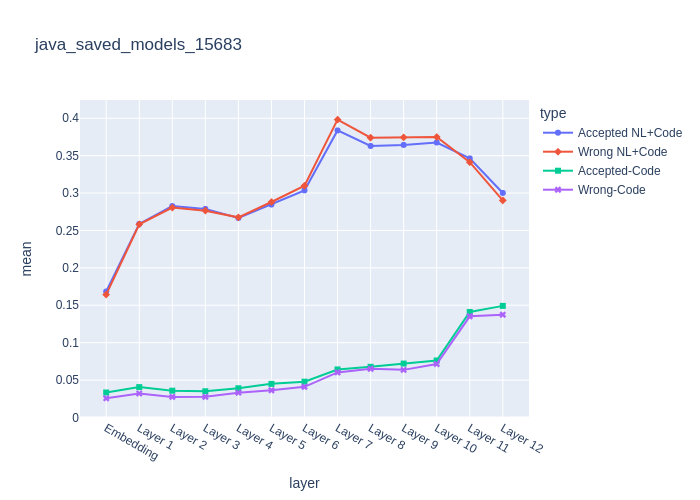 java_saved_models_15683
type
Accepted NL+Code
Wrong NL+Code
Accepted-Code
Wrong-Code
mean
0.4
0.35
0.3
0.25
0.2
0.15
0.1
0.05
0
Embedding
Layer 1
Layer 2
Layer 3
Layer 4
Layer 5
Layer 6
Layer 7
Layer 8
Layer 9
Layer 10
Layer 11
Layer 12
layer